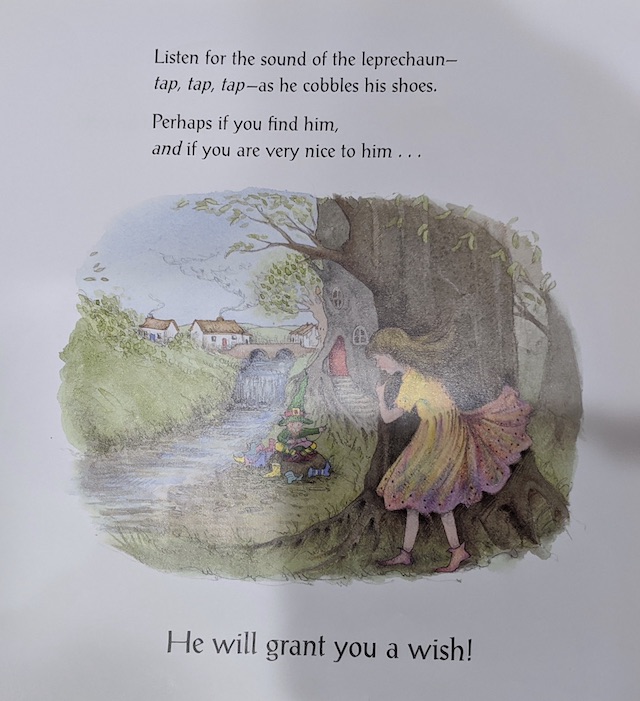 Listen for the sound of the leprechaun—
tap, tap, tap—as he cobbles his shoes.
Perhaps if you find him,
and if you are very nice to him . . .
He will grant you a wish!